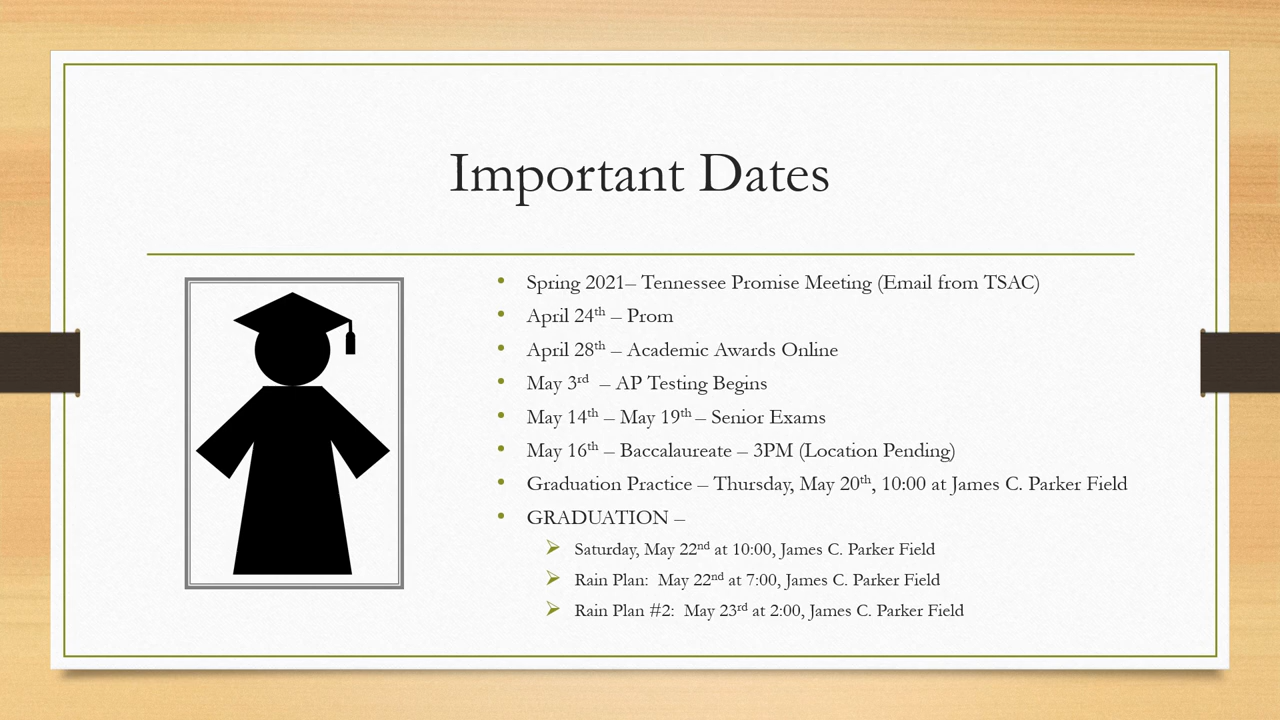 Important Dates
Spring 2021– Tennessee Promise Meeting (Email from TSAC)
April 24th – Prom
April 28th – Academic Awards Online
May 3rd – AP Testing Begins
May 14th – May 19th – Senior Exams
May 16th – Baccalaureate – 3PM (Location Pending)
Graduation Practice – Thursday, May 20th, 10:00 at James C. Parker Field
GRADUATION –
Saturday, May 22nd at 10:00, James C. Parker Field
Rain Plan: May 22nd at 7:00, James C. Parker Field
Rain Plan #2: May 23rd at 2:00, James C. Parker Field